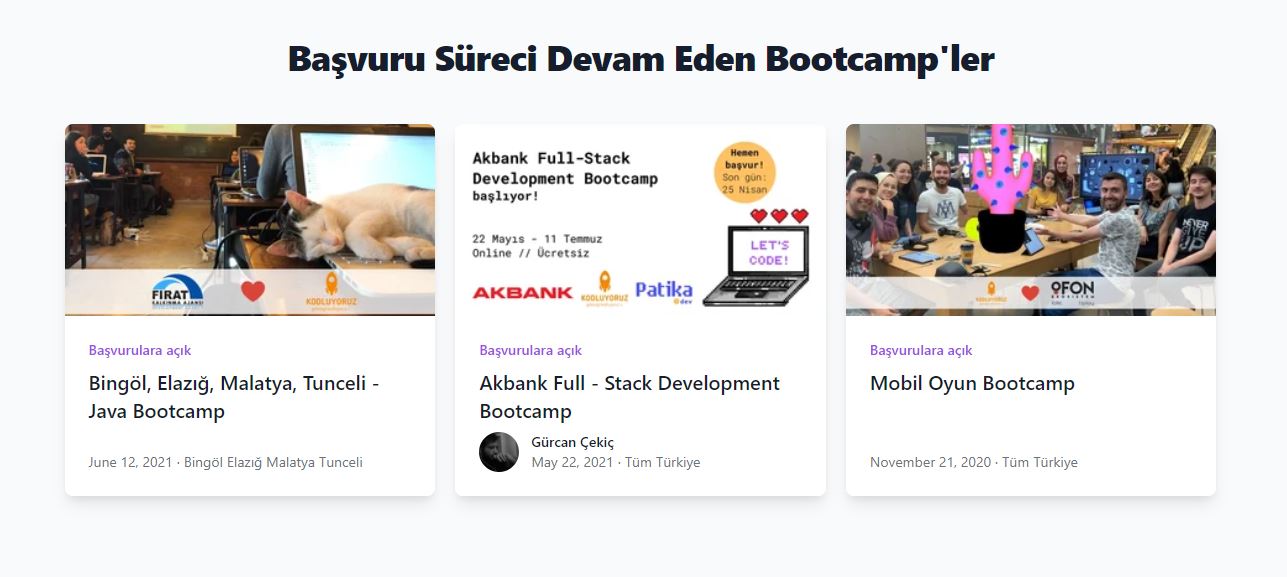 Başvuru Süreci Devam Eden Bootcamp'ler
FIRAT
KALKINMA AJANSI
KODLUYORUZ
Başvurulara açık
Bingöl, Elazığ, Malatya, Tunceli -
Java Bootcamp
June 12, 2021 · Bingöl Elazığ Malatya Tunceli
Akbank Full-Stack
Development Bootcamp
başlıyor!
Hemen
başvur!
Son gün:
25 Nisan
22 Mayıs - 11 Temmuz
Online // Ücretsiz
LET'S
CODE!
AKBANK
KODLUYORUZ
Patika
dev
Başvurulara açık
Akbank Full - Stack Development
Bootcamp
Gürcan Çekiç
May 22, 2021 · Tüm Türkiye
KODLUYORUZ
OFON
EKOSİSTEM
Başvurulara açık
Mobil Oyun Bootcamp
November 21, 2020 · Tüm Türkiye